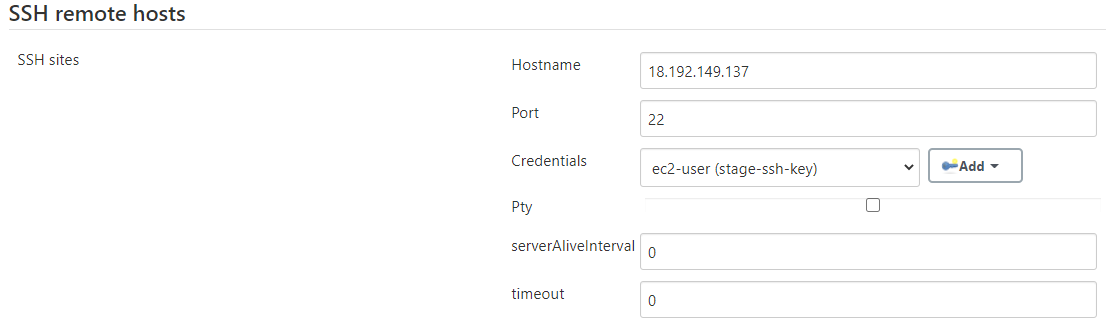 SSH remote hosts
SSH sites
Hostname
18.192.149.137
Port
22
Credentials
ec2-user (stage-ssh-key)
Add
Pty
serverAliveInterval
0
timeout
0